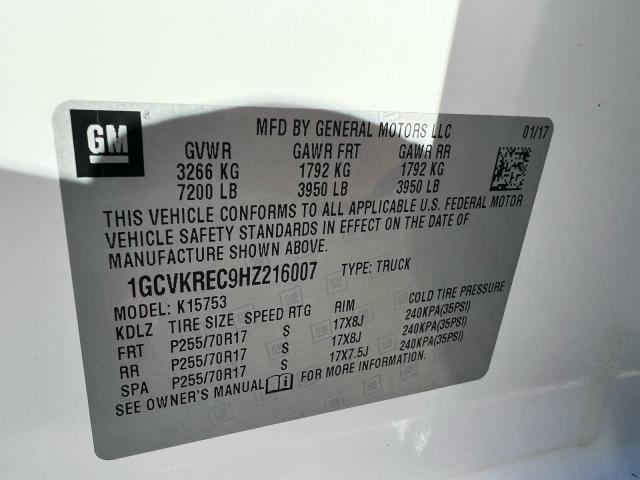 GM
MFD BY GENERAL MOTORS LLC 01/17
GVWR GAWR FRT GAWR RR
3266 KG 1792 KG 1792 KG
7200 LB 3950 LB 3950 LB
THIS VEHICLE CONFORMS TO ALL APPLICABLE U.S. FEDERAL MOTOR
VEHICLE SAFETY STANDARDS IN EFFECT ON THE DATE OF
MANUFACTURE SHOWN ABOVE.
1GCVKREC9HZ216007 TYPE: TRUCK
MODEL: K15753
KDLZ TIRE SIZE SPEED RTG RIM COLD TIRE PRESSURE
FRT P255/70R17 S 17X8J 240KPA(35PSI)
RR P255/70R17 S 17X8J 240KPA(35PSI)
SPA P255/70R17 S 17X7.5J 240KPA(35PSI)
SEE OWNER'S MANUAL FOR MORE INFORMATION.